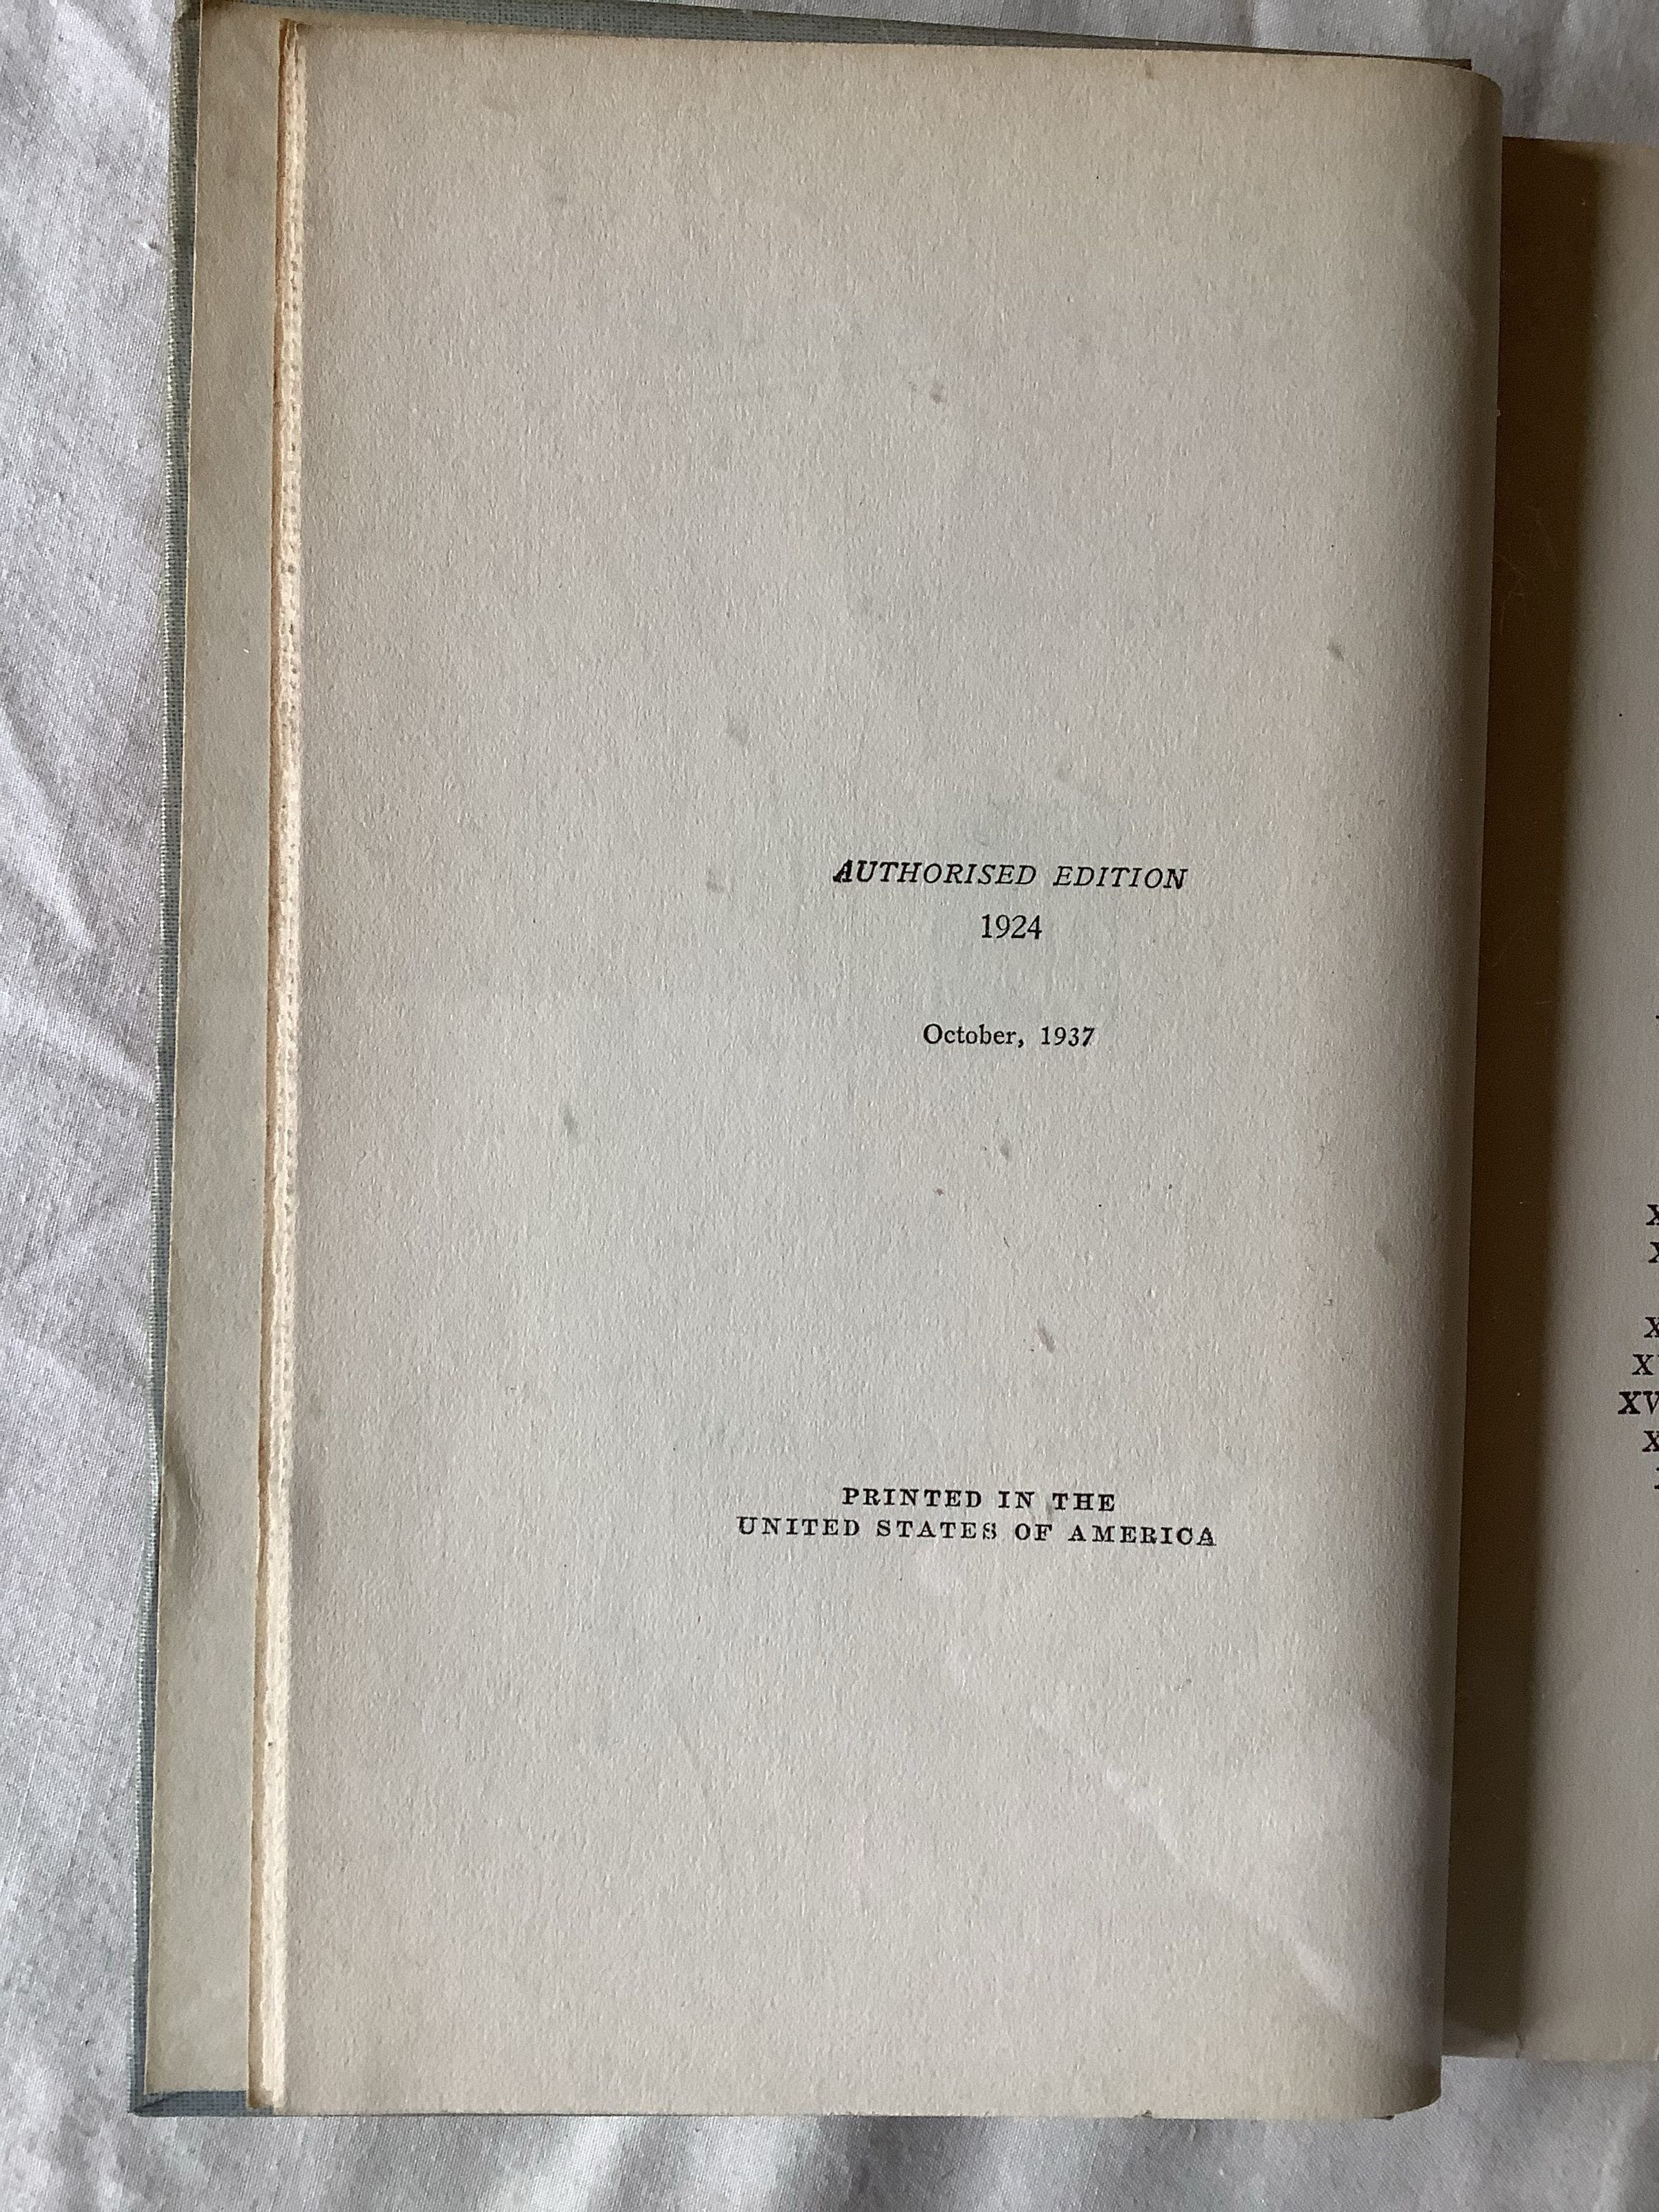 AUTHORISED EDITION
1924
October, 1937
PRINTED IN THE
UNITED STATES OF AMERICA